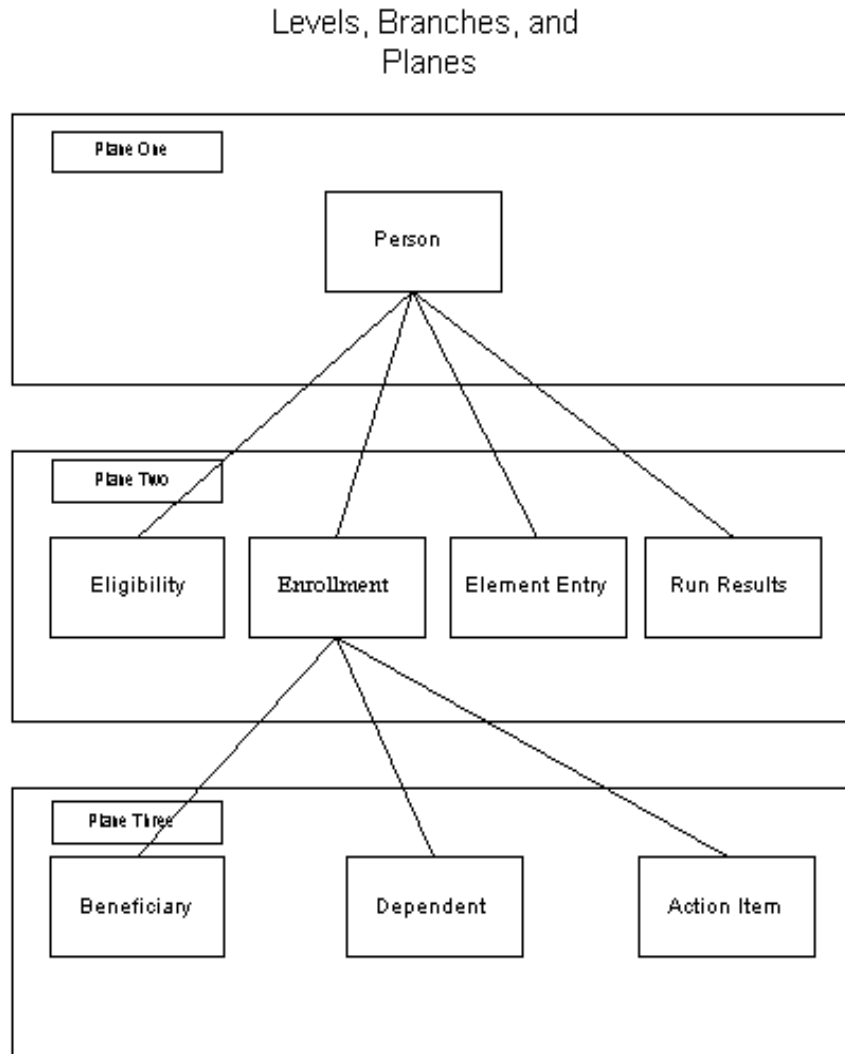 Levels, Branches, and
Planes
Plane One
Person
Plane Two
Eligibility
Enrollment
Element Entry
Run Results
Plane Three
Beneficiary
Dependent
Action Item